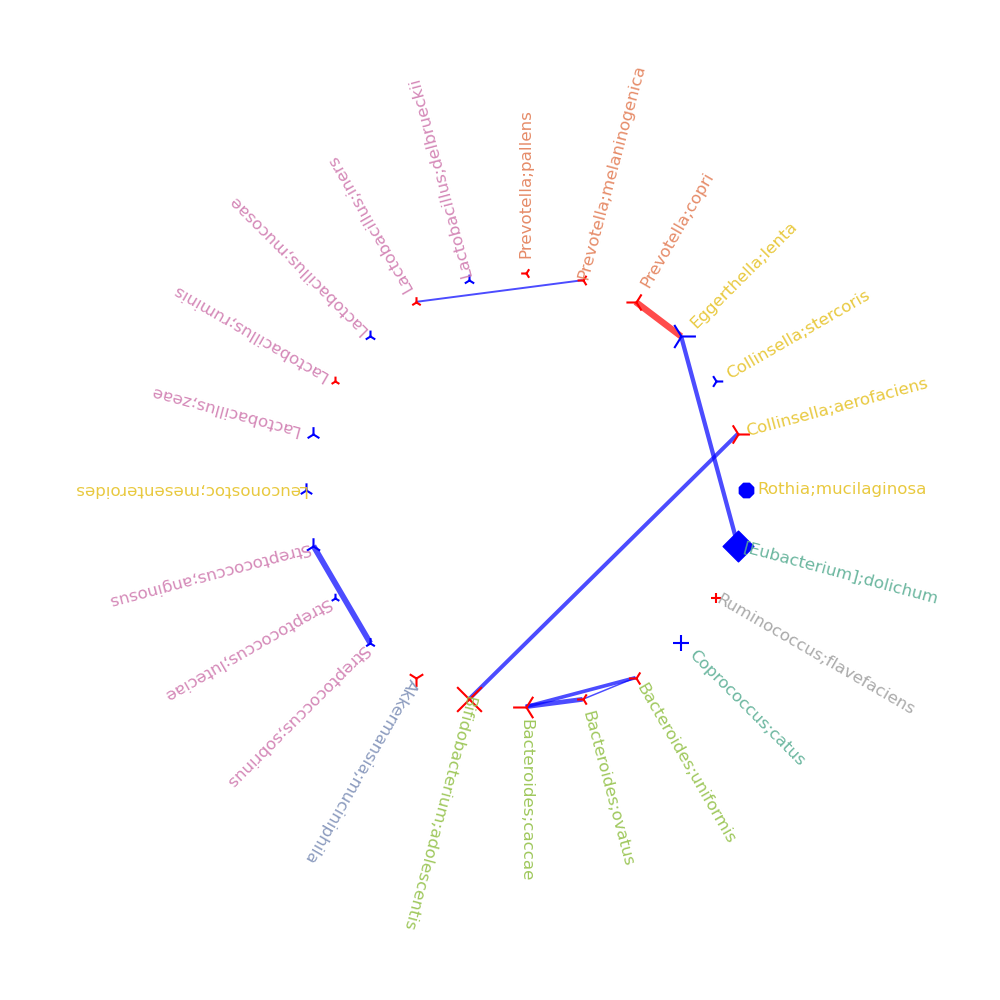 Lactobacillus;delbrueckii
Prevotella;pallens
Prevotella;melaninogenica
Prevotella;copri
Eggerthella;lenta
Collinsella;stercoris
Collinsella;aerofaciens
Rothia;mucilaginosa
[Eubacterium];dolichum
Ruminococcus;flavefaciens
Coprococcus;catus
Bacteroides;uniformis
Bacteroides;ovatus
Bacteroides;caccae
Bifidobacterium;adolescentis
Akkermansia;muciniphila
Streptococcus;sobrinus
Streptococcus;luteciae
Streptococcus;anginosus
Leuconostoc;mesenteroides
Lactobacillus;zeae
Lactobacillus;ruminis
Lactobacillus;mucosae
Lactobacillus;iners